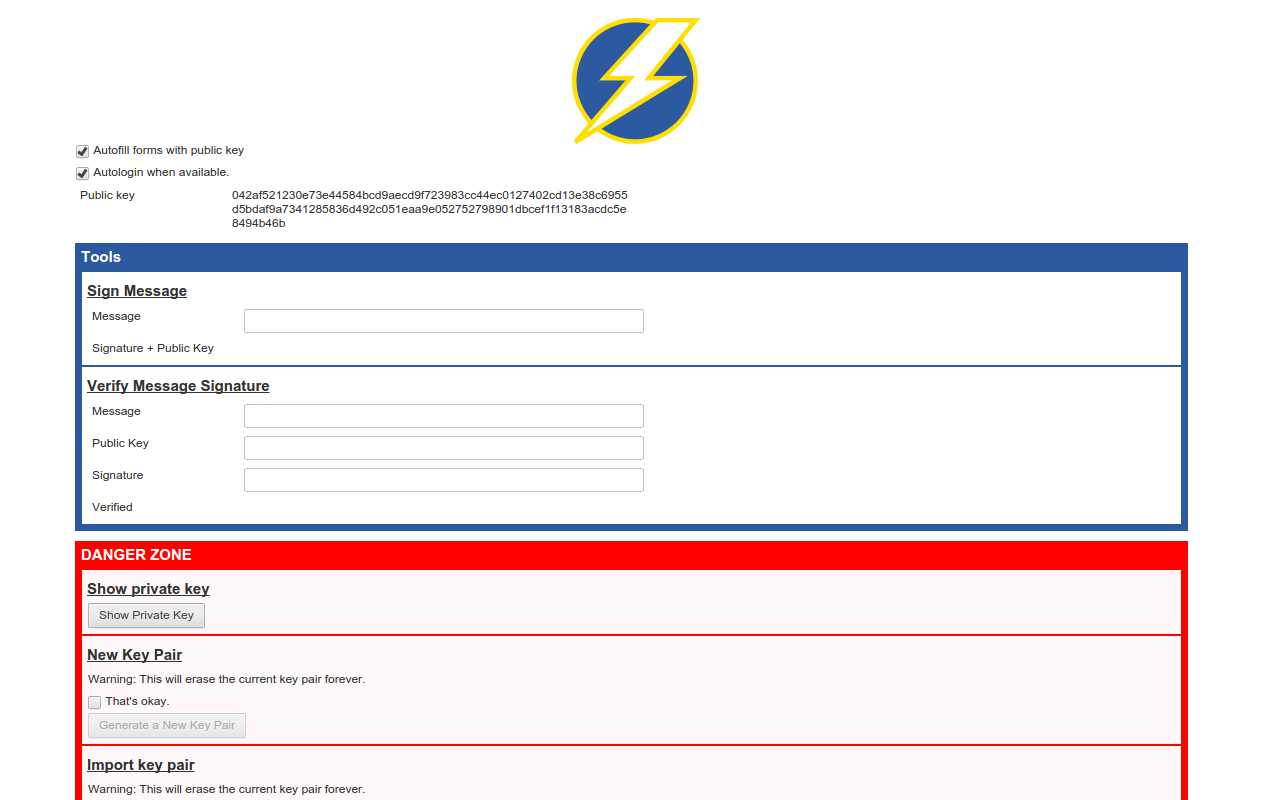 Autofill forms with public key
Autologin when available.
Public key
042af521230e73e44584bcd9aecd9f723983cc44ec0127402cd13e38c6955
d5bdaf9a7341285836d492c051eaa9e052752798901dbcef1f13183acdc5e
8494b46b
Tools
Sign Message
Message
Signature + Public Key
Verify Message Signature
Message
Public Key
Signature
Verified
DANGER ZONE
Show private key
Show Private Key
New Key Pair
Warning: This will erase the current key pair forever.
That's okay.
Generate a New Key Pair
Import key pair
Warning: This will erase the current key pair forever.